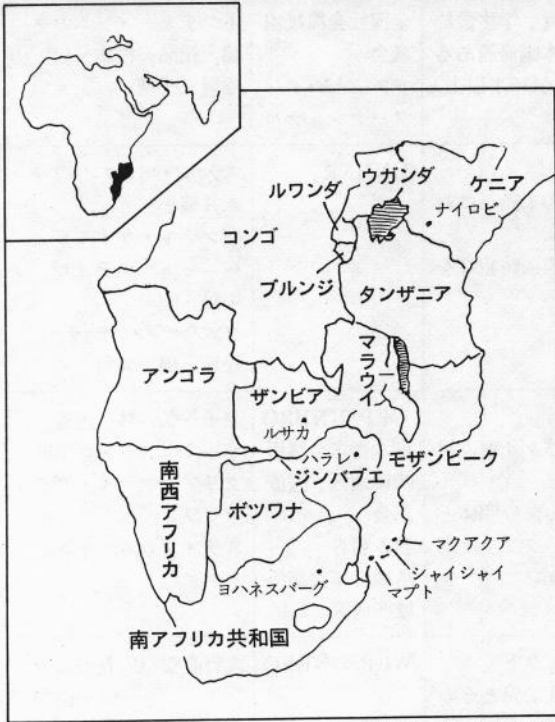 ウガンダ
ケニア
ルワンダ
ナイロビ
コンゴ
ブルンジ
タンザニア
マラウイ
アンゴラ
ザンビア
ルサカ
ハラレ
モザンビーク
ジンバブエ
南西アフリカ
ボツワナ
マクアクア
シャイシャイ
マプト
ヨハネスバーグ
南アフリカ共和国